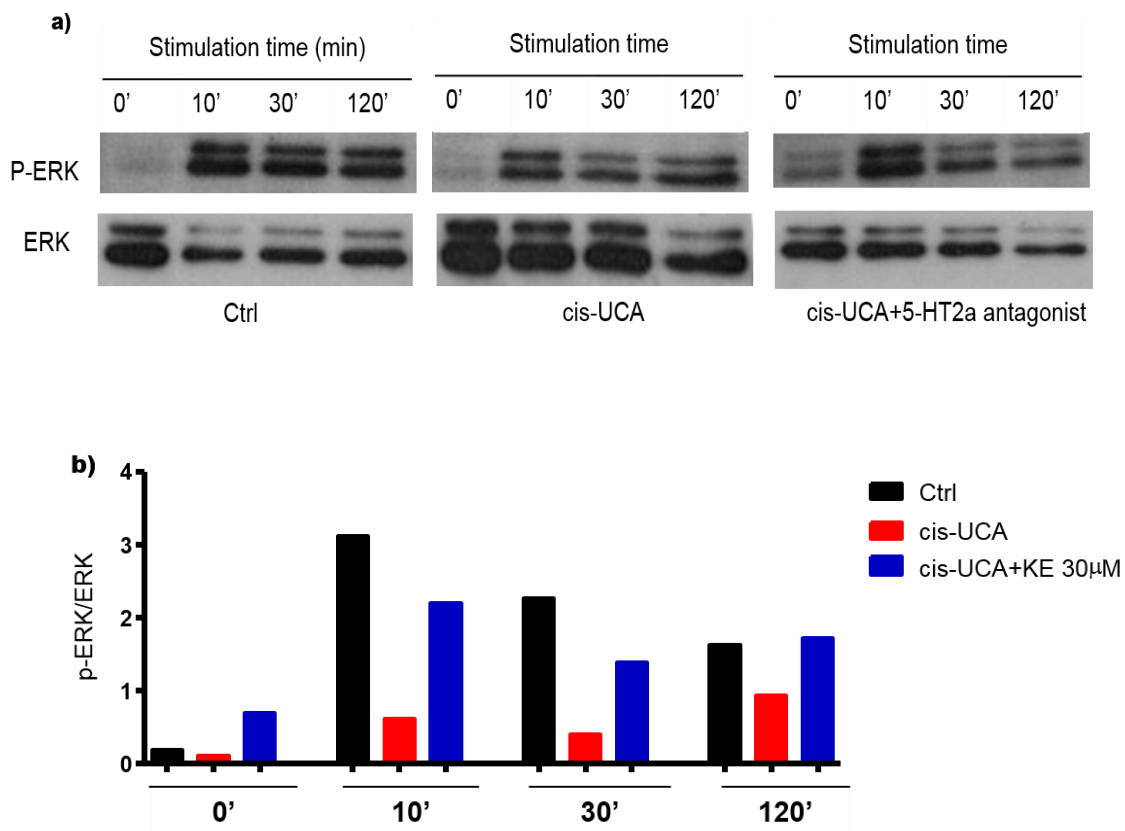 a)
Stimulation time (min)
Stimulation time
Stimulation time
0’ 10’ 30’ 120’
0’ 10’ 30’ 120’
0’ 10’ 30’ 120’
P-ERK
ERK
Ctrl
cis-UCA
cis-UCA+5-HT2a antagonist
b)
p-ERK/ERK
4
3
2
1
0
0’ 10’ 30’ 120’
Ctrl
cis-UCA
cis-UCA+KE 30μM